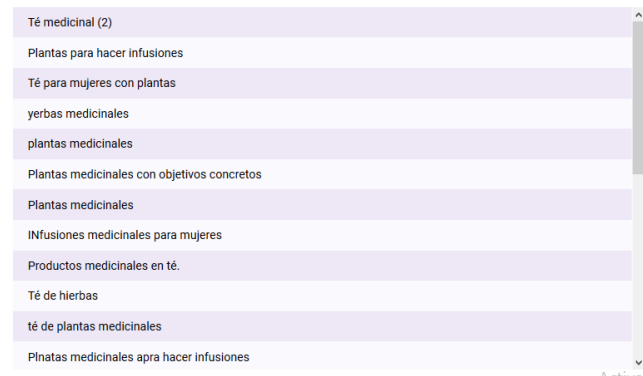 Té medicinal (2)
Plantas para hacer infusiones
Té para mujeres con plantas
yerbas medicinales
plantas medicinales
Plantas medicinales con objetivos concretos
Plantas medicinales
INfusiones medicinales para mujeres
Productos medicinales en té.
Té de hierbas
té de plantas medicinales
Plnatas medicinales apra hacer infusiones